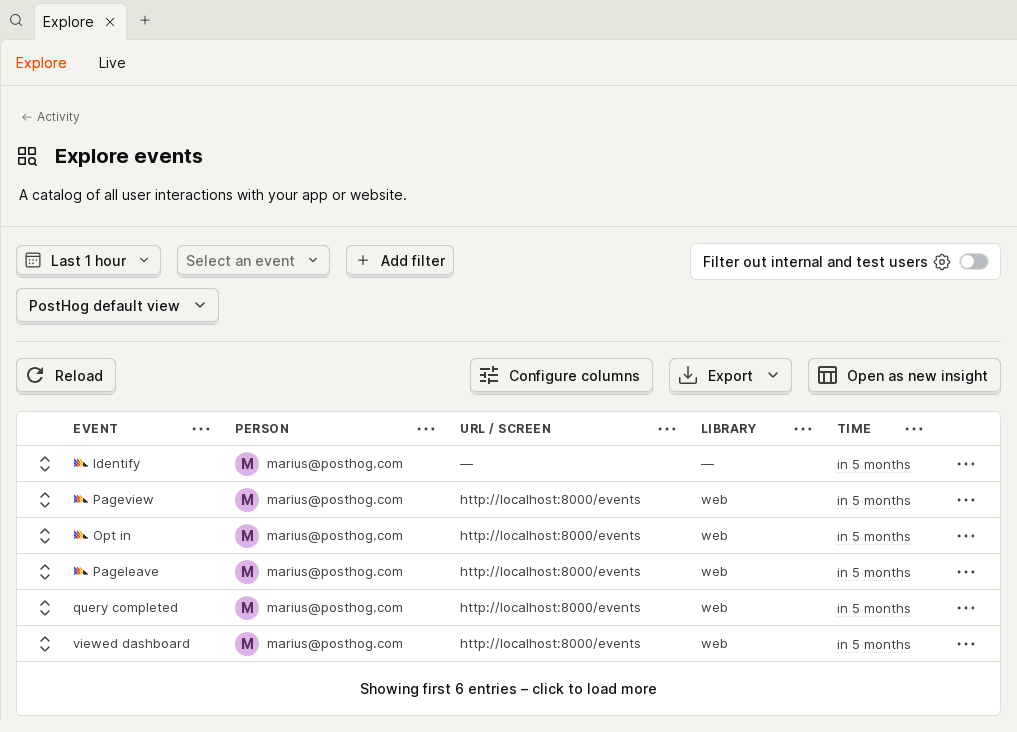 Explore
Explore Live
Activity
Explore events
A catalog of all user interactions with your app or website.
Last 1 hour Select an event Add filter Filter out internal and test users
PostHog default view
Reload Configure columns Export Open as new insight
EVENT PERSON URL / SCREEN LIBRARY TIME
Identify M marius@posthog.com — — in 5 months
Pageview M marius@posthog.com http://localhost:8000/events web in 5 months
Opt in M marius@posthog.com http://localhost:8000/events web in 5 months
Pageleave M marius@posthog.com http://localhost:8000/events web in 5 months
query completed M marius@posthog.com http://localhost:8000/events web in 5 months
viewed dashboard M marius@posthog.com http://localhost:8000/events web in 5 months
Showing first 6 entries – click to load more